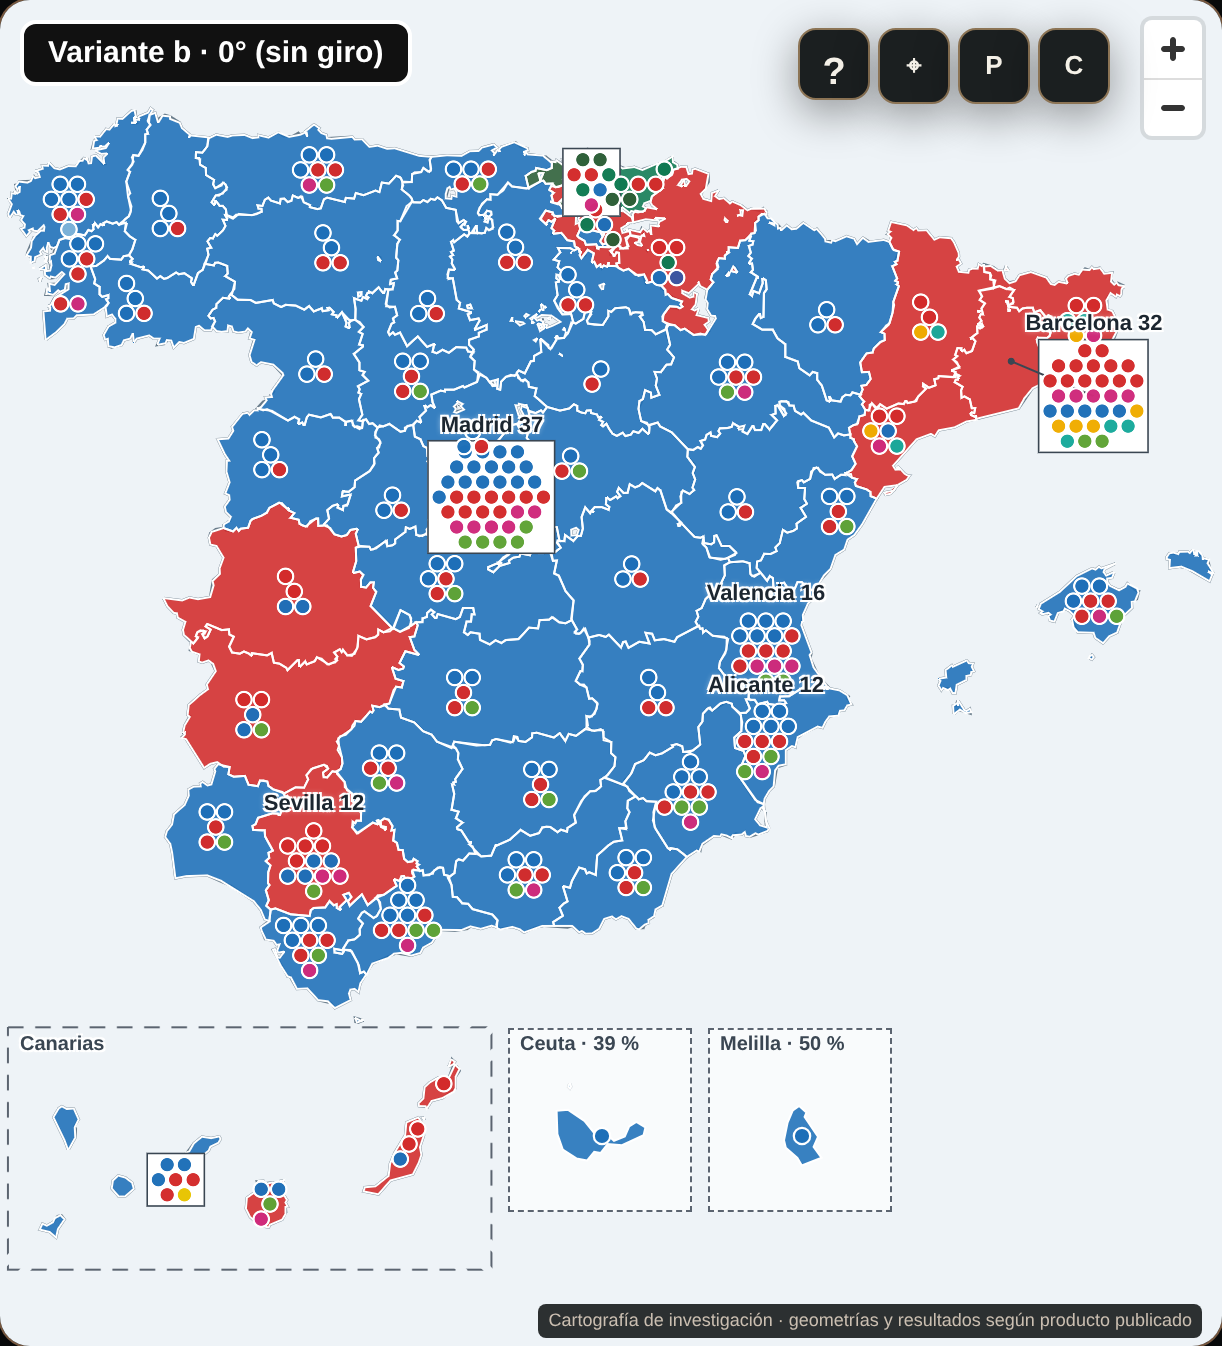 Variante b · 0° (sin giro)
?
⌖
P
C
+
−
Barcelona 32
Madrid 37
Valencia 16
Alicante 12
Sevilla 12
Canarias
Ceuta · 39 %
Melilla · 50 %
Cartografía de investigación · geometrías y resultados según producto publicado